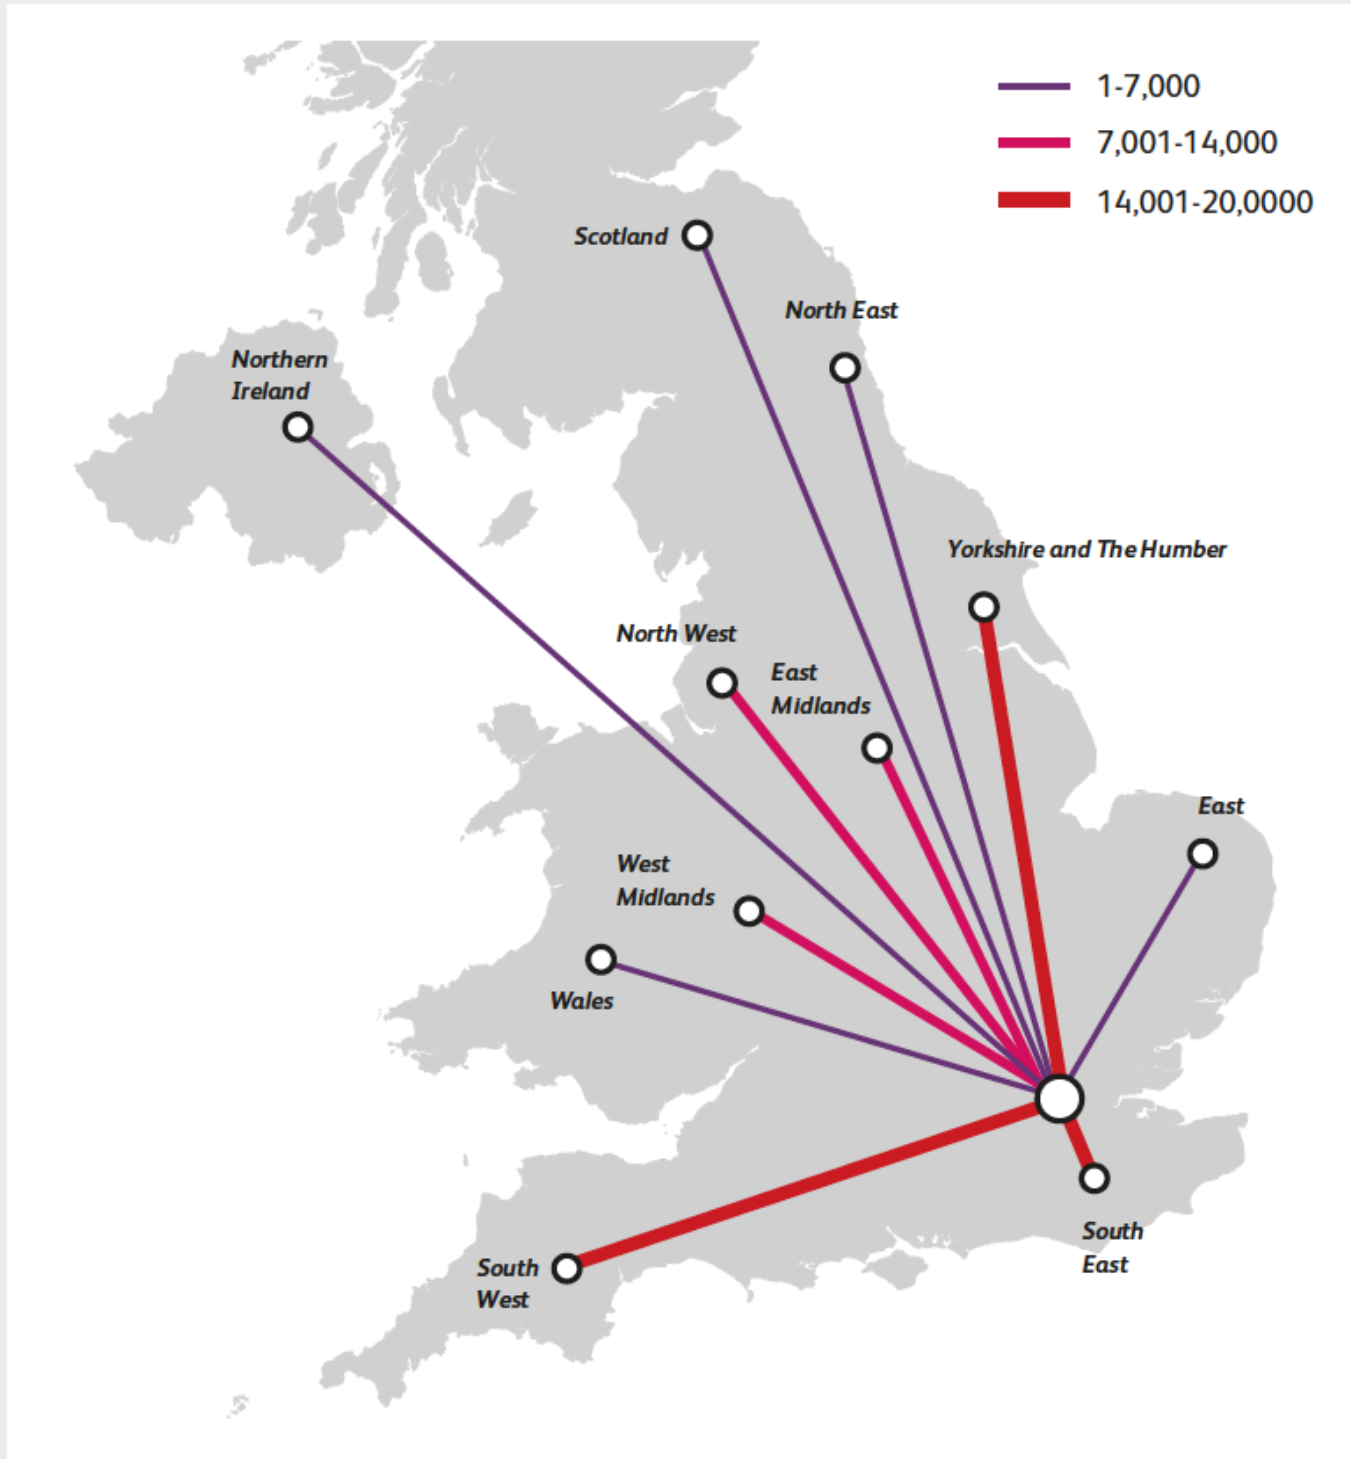 1-7,000
7,001-14,000
14,001-20,0000
Scotland
North East
Northern
Ireland
Yorkshire and The Humber
North West
East
Midlands
East
West
Midlands
Wales
South
East
South
West